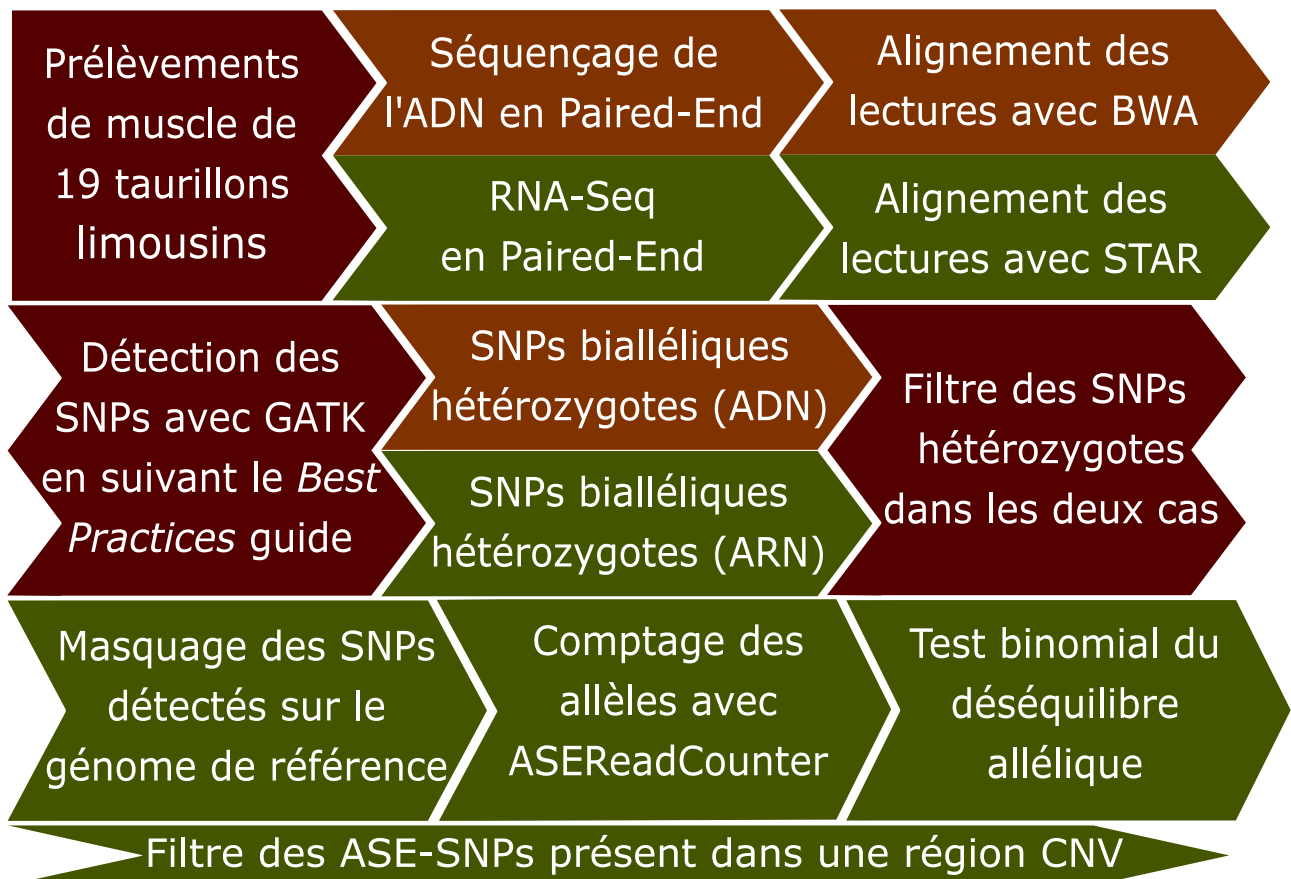 Prélèvements
de muscle de
19 taurillons
limousins
Séquençage de
l'ADN en Paired-End
Alignement des
lectures avec BWA
RNA-Seq
en Paired-End
Alignement des
lectures avec STAR
Détection des
SNPs avec GATK
en suivant le Best
Practices guide
SNPs bialléliques
hétérozygotes (ADN)
SNPs bialléliques
hétérozygotes (ARN)
Filtre des SNPs
hétérozygotes
dans les deux cas
Masquage des SNPs
détectés sur le
génome de référence
Comptage des
allèles avec
ASEReadCounter
Test binomial du
déséquilibre
allélique
Filtre des ASE-SNPs présent dans une région CNV